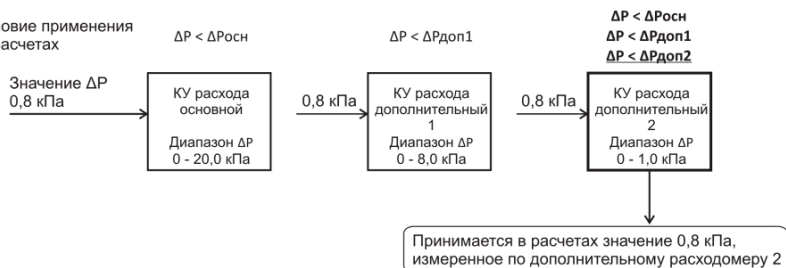 ΔP < ΔPосн
овие применения
асчетах
ΔP < ΔPосн
ΔP < ΔPдоп1
ΔP < ΔPдоп1
ΔP < ΔPдоп2
Значение ΔP
0,8 кПа
КУ расхода
основной
Диапазон ΔP
0 - 20,0 кПа
0,8 кПа
КУ расхода
дополнительный
1
Диапазон ΔP
0 - 8,0 кПа
0,8 кПа
КУ расхода
дополнительный
2
Диапазон ΔP
0 - 1,0 кПа
Принимается в расчетах значение 0,8 кПа,
измеренное по дополнительному расходомеру 2